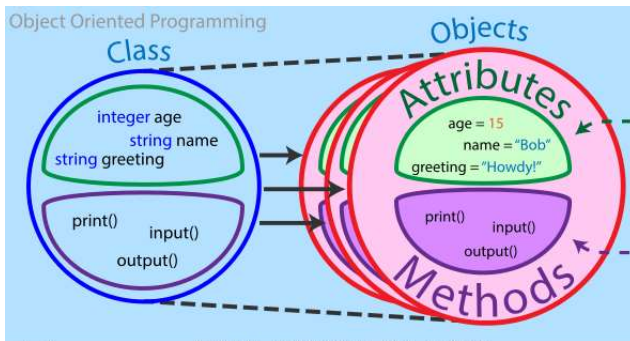 Object Oriented Programming
Class
Objects
integer age
string name
string greeting
print()
input()
output()
Attributes
age = 15
name = “Bob”
greeting = “Howdy!”
print()
input()
output()
Methods